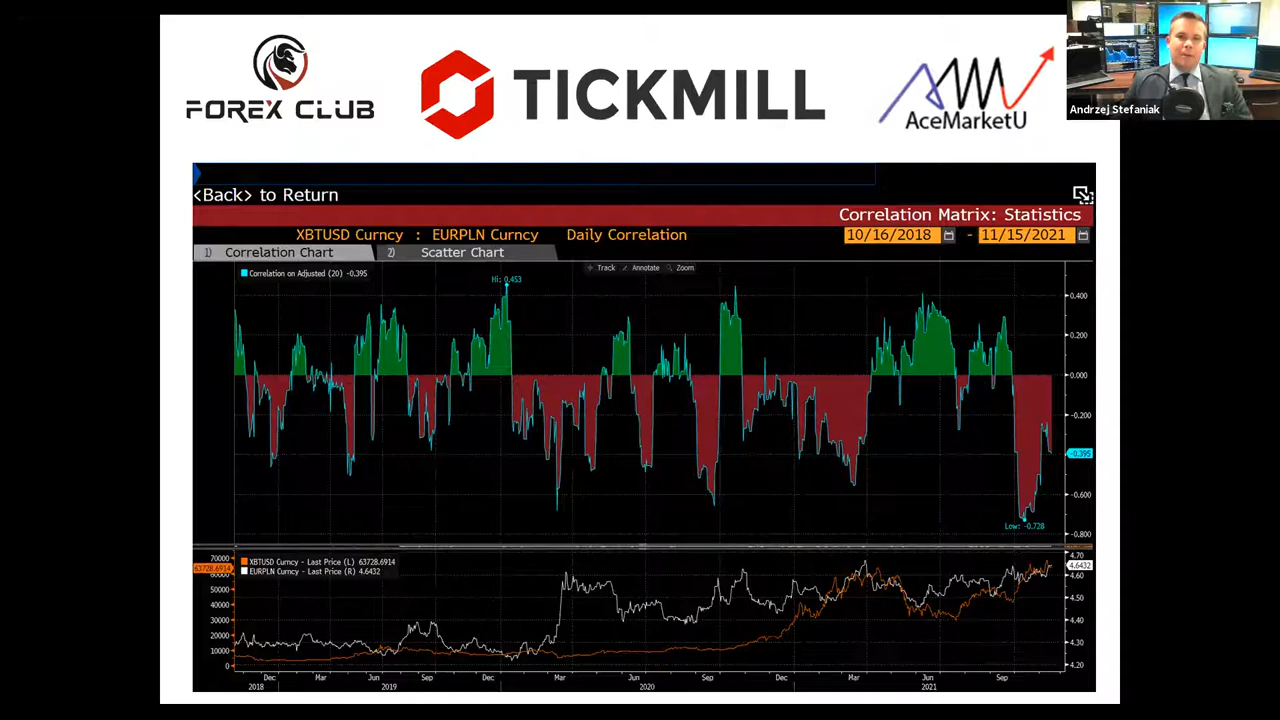 FOREX CLUB
TICKMILL
AceMarketU
Andrzej Stefaniak
<Back> to Return
Correlation Matrix: Statistics
XBTUSD Curncy : EURPLN Curncy Daily Correlation 10/16/2018 - 11/15/2021
1) Correlation Chart 2) Scatter Chart
Track Annotate Zoom
Correlation on Adjusted (20) -0.395
Hi: 0.453
0.400
0.200
0.000
-0.200
-0.395
-0.600
Low: -0.728
-0.800
XBTUSD Curncy - Last Price (L) 63728.6914
EURPLN Curncy - Last Price (R) 4.6432
70000
63728.6914
60000
50000
40000
30000
20000
10000
0
4.70
4.6432
4.60
4.50
4.40
4.30
4.20
Dec Mar Jun Sep Dec Mar Jun Sep Dec Mar Jun Sep
2018 2019 2020 2021